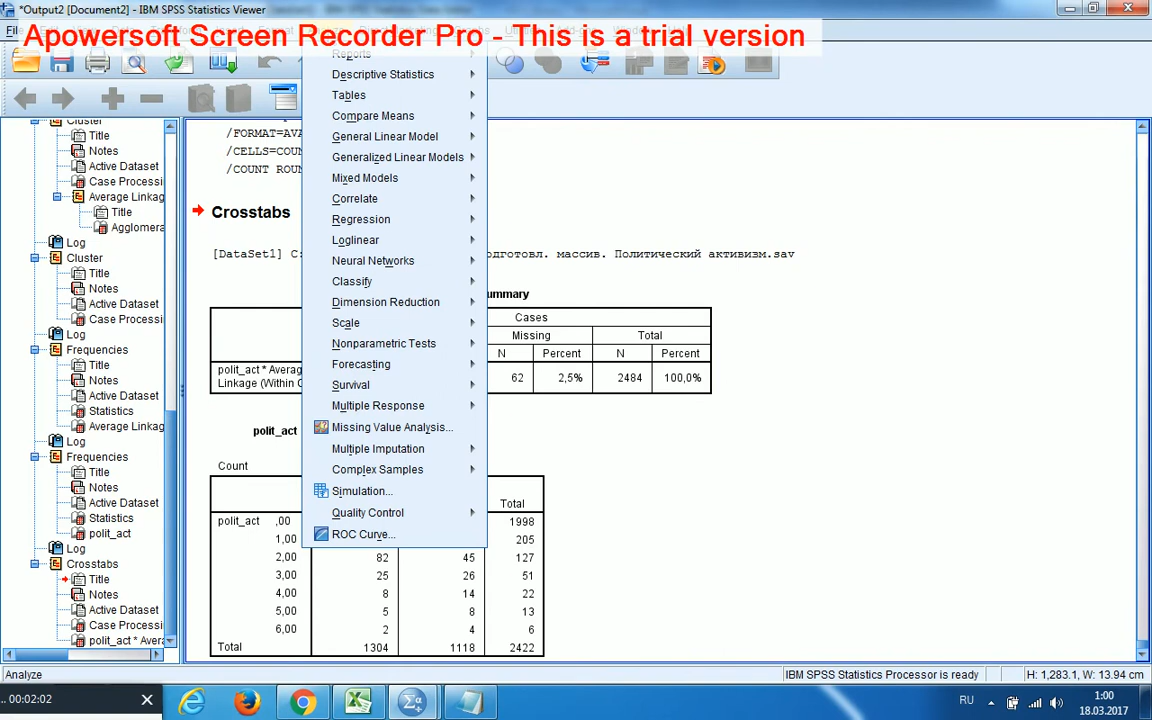 *Output2 [Document2] - IBM SPSS Statistics Viewer
Apowersoft Screen Recorder Pro - This is a trial version
Reports
Descriptive Statistics
Tables
Compare Means
General Linear Model
Generalized Linear Models
Mixed Models
Correlate
Regression
Loglinear
Neural Networks
Classify
Dimension Reduction
Scale
Nonparametric Tests
Forecasting
Survival
Multiple Response
Missing Value Analysis...
Multiple Imputation
Complex Samples
Simulation...
Quality Control
ROC Curve...
Cluster
Title
Notes
Active Dataset
Case Processi
Average Linkag
Title
Agglomera
Log
Cluster
Title
Notes
Active Dataset
Case Processi
Log
Frequencies
Title
Notes
Active Dataset
Statistics
Average Linkag
Log
Frequencies
Title
Notes
Active Dataset
Statistics
polit_act
Log
Crosstabs
Title
Notes
Active Dataset
Case Processi
polit_act * Avera
/FORMAT=AVA
/CELLS=COUN
/COUNT ROUN
Crosstabs
[DataSet1] C: одготовл. массив. Политический активизм.sav
ummary
Cases
Missing Total
N Percent N Percent
polit_act * Averag
Linkage (Within G 62 2,5% 2484 100,0%
polit_act
Count
Total
polit_act ,00 1998
1,00 205
2,00 82 45 127
3,00 25 26 51
4,00 8 14 22
5,00 5 8 13
6,00 2 4 6
Total 1304 1118 2422
Analyze
IBM SPSS Statistics Processor is ready
H: 1,283.1, W: 13.94 cm
.. 00:02:02
RU
1:00
18.03.2017